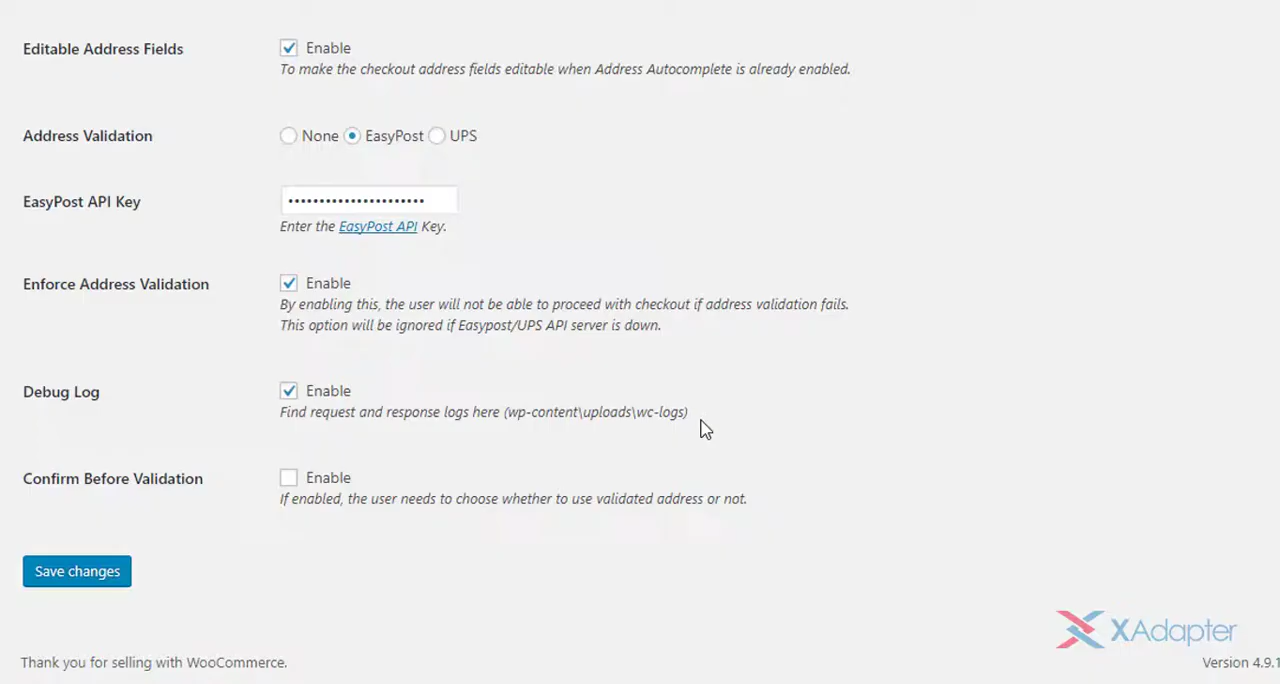 Editable Address Fields
Enable
To make the checkout address fields editable when Address Autocomplete is already enabled.
Address Validation
None EasyPost UPS
EasyPost API Key
••••••••••••••••••••••
Enter the EasyPost API Key.
Enforce Address Validation
Enable
By enabling this, the user will not be able to proceed with checkout if address validation fails.
This option will be ignored if Easypost/UPS API server is down.
Debug Log
Enable
Find request and response logs here (wp-content\uploads\wc-logs)
Confirm Before Validation
Enable
If enabled, the user needs to choose whether to use validated address or not.
Save changes
XAdapter
Thank you for selling with WooCommerce.
Version 4.9.1